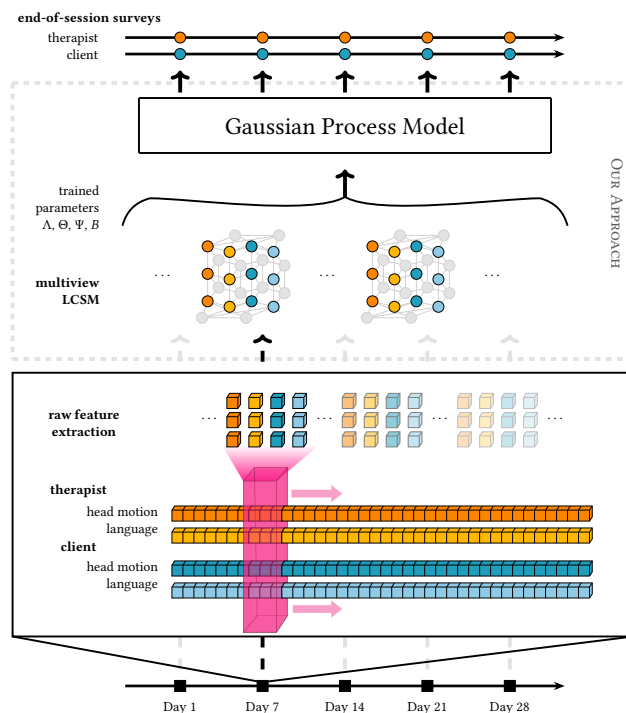 end-of-session surveys
therapist
client
Gaussian Process Model
OUR APPROACH
trained
parameters
Λ, Θ, Ψ, B
...
...
...
multiview
LCSM
raw feature
extraction
...
...
...
...
therapist
head motion
language
client
head motion
language
Day 1
Day 7
Day 14
Day 21
Day 28